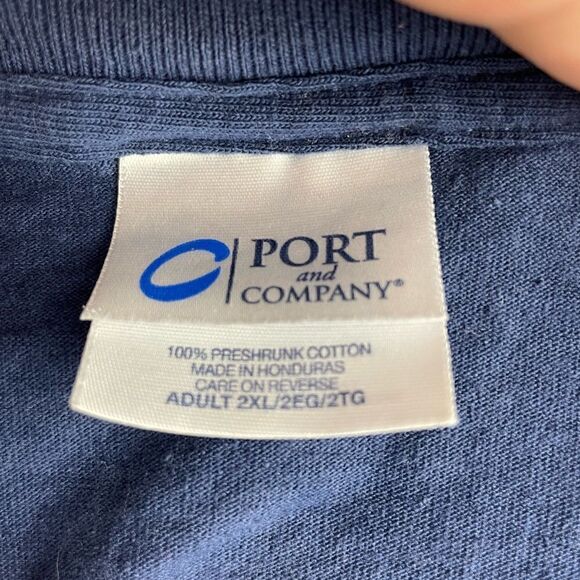 PORT
and
COMPANY®
100% PRESHRUNK COTTON
MADE IN HONDURAS
CARE ON REVERSE
ADULT 2XL/2EG/2TG